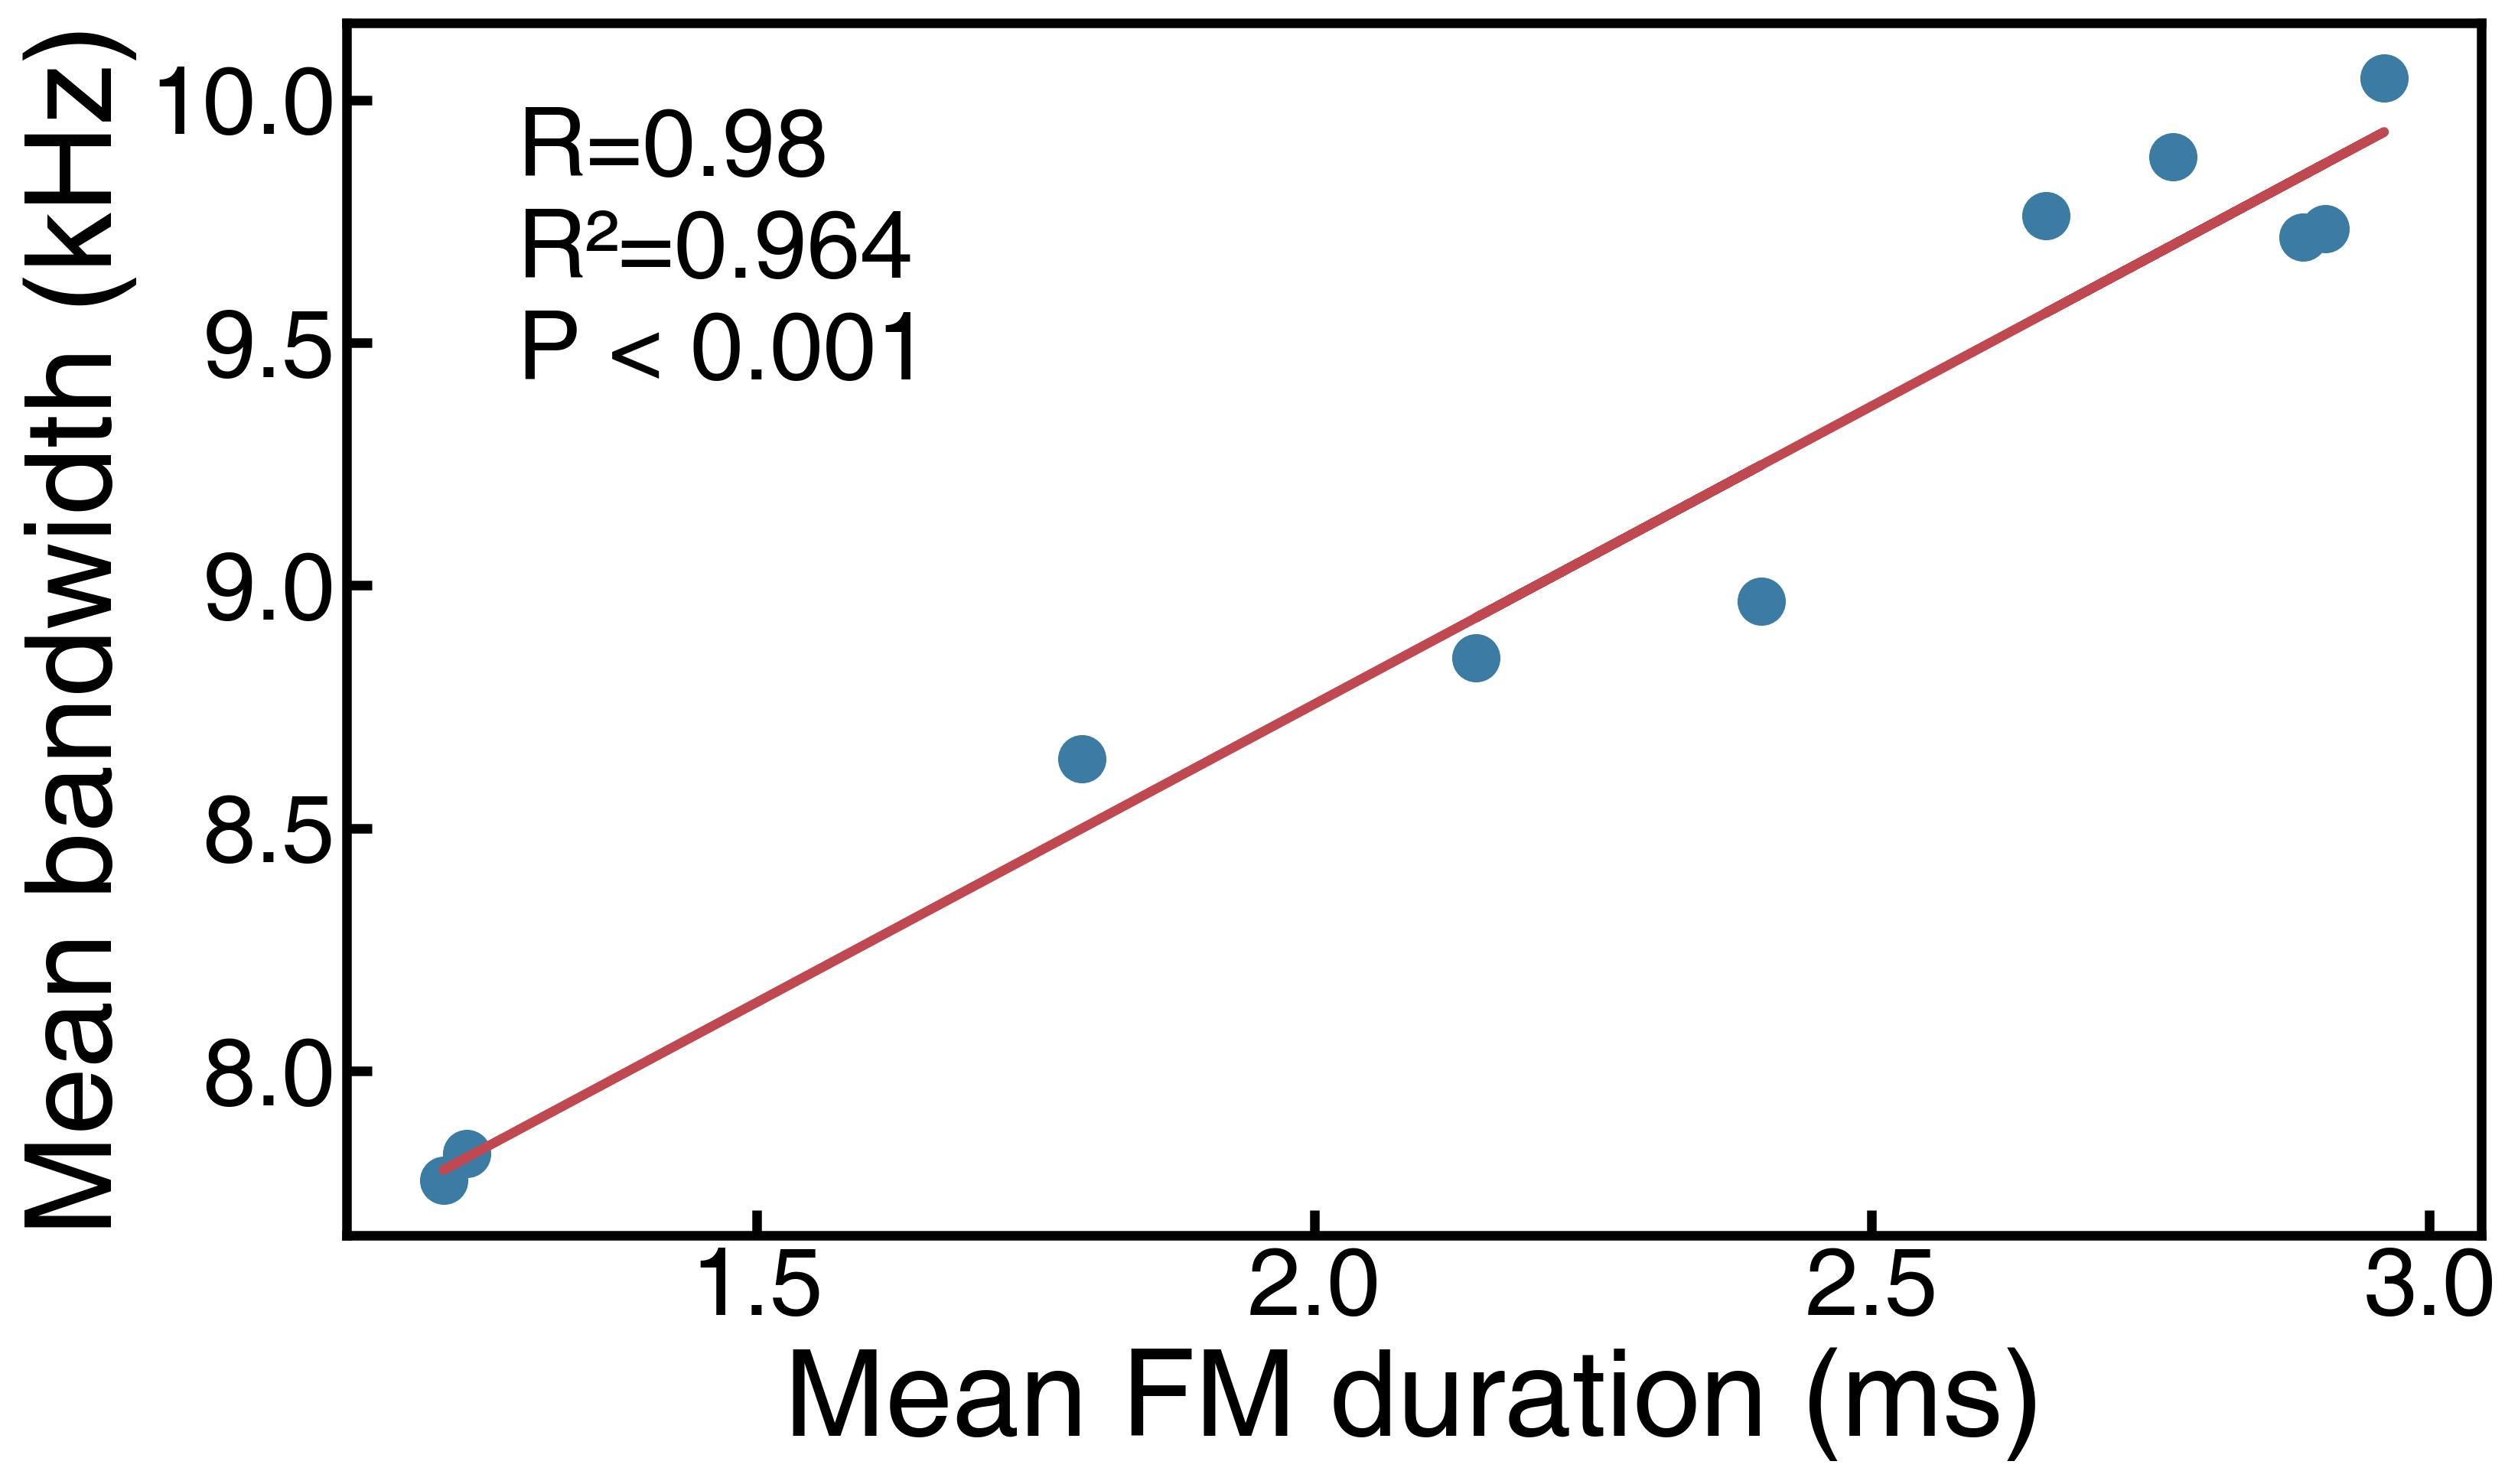 Mean bandwidth (kHz)
10.0
9.5
9.0
8.5
8.0
R=0.98
R²=0.964
P < 0.001
1.5 2.0 2.5 3.0
Mean FM duration (ms)